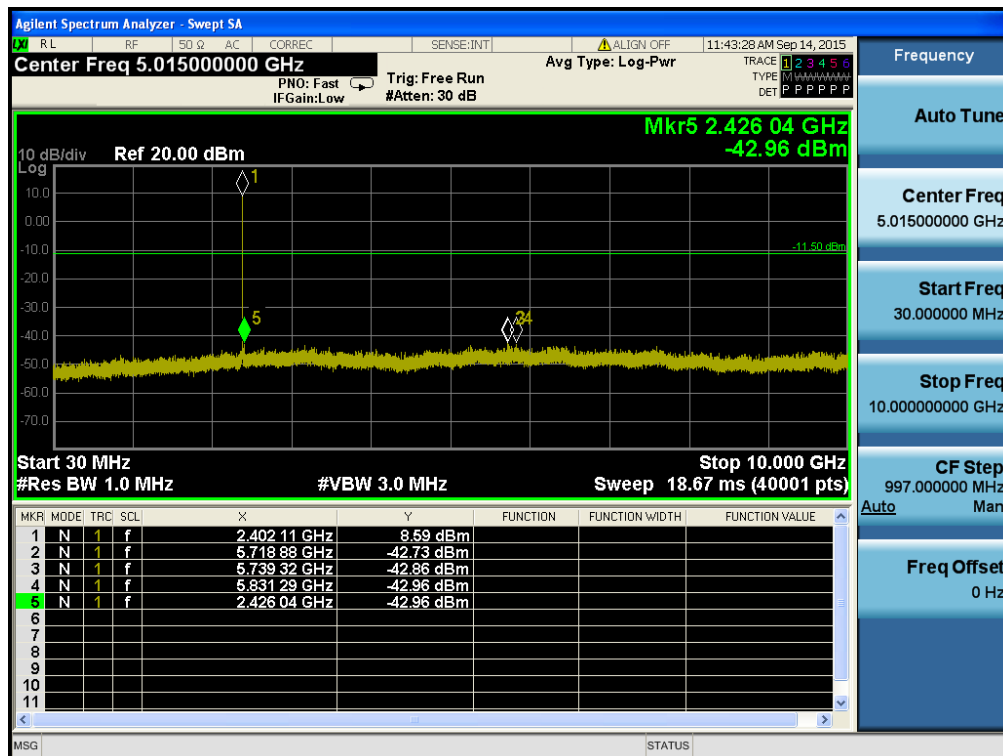 Agilent Spectrum Analyzer - Swept SA
LXI RL RF 50 Ω AC CORREC SENSE:INT ALIGN OFF 11:43:28 AM Sep 14, 2015
Center Freq 5.015000000 GHz
Avg Type: Log-Pwr
TRACE 1 2 3 4 5 6
PNO: Fast
Trig: Free Run
TYPE M
IFGain:Low
#Atten: 30 dB
DET P P P P P P
Mkr5 2.426 04 GHz
10 dB/div Ref 20.00 dBm -42.96 dBm
Log
1
10.0
0.00
-10.0
-11.50 dBm
-20.0
-30.0
5
4
-40.0
-50.0
-60.0
-70.0
Start 30 MHz Stop 10.000 GHz
#Res BW 1.0 MHz #VBW 3.0 MHz Sweep 18.67 ms (40001 pts)
MKR MODE TRC SCL X Y FUNCTION FUNCTION WIDTH FUNCTION VALUE
1 N 1 f 2.402 11 GHz 8.59 dBm
2 N 1 f 5.718 88 GHz -42.73 dBm
3 N 1 f 5.739 32 GHz -42.86 dBm
4 N 1 f 5.831 29 GHz -42.96 dBm
5 N 1 f 2.426 04 GHz -42.96 dBm
6
7
8
9
10
11
MSG STATUS
Frequency
Auto Tune
Center Freq
5.015000000 GHz
Start Freq
30.000000 MHz
Stop Freq
10.000000000 GHz
CF Step
997.000000 MHz
Auto Man
Freq Offset
0 Hz